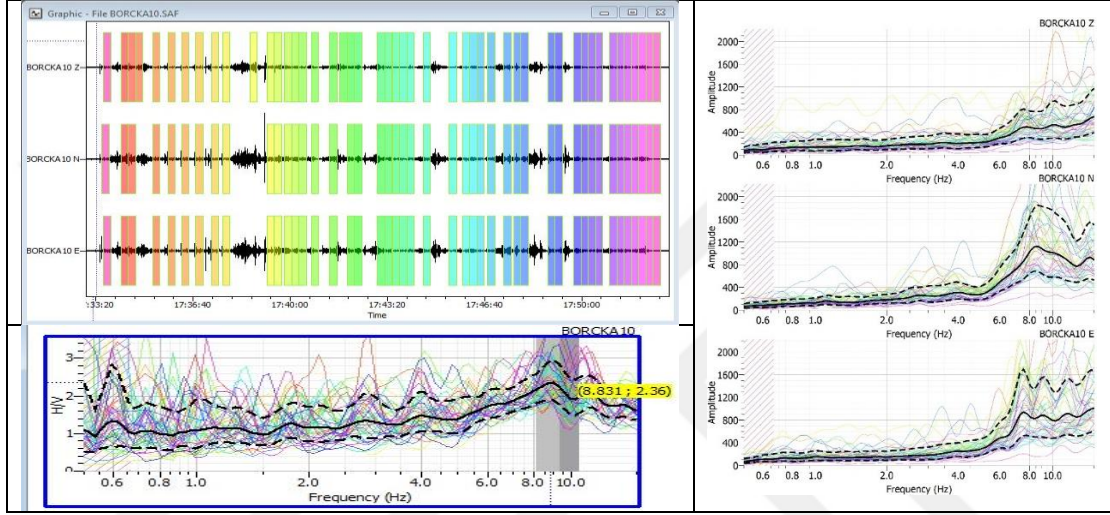 Graphic - File BORCKA10.SAF
BORCKA10 Z
BORCKA10 N
BORCKA10 E
:33:20 17:36:40 17:40:00 17:43:20 17:46:40 17:50:00
Time
BORCKA10
3
2
1
0
H/V
(8.831 ; 2.36)
0.6 0.8 1.0 2.0 4.0 6.0 8.0 10.0
Frequency (Hz)
BORCKA10 Z
2000
1600
1200
800
400
0
Amplitude
0.6 0.8 1.0 2.0 4.0 6.0 8.0 10.0
Frequency (Hz)
BORCKA10 N
2000
1600
1200
800
400
0
Amplitude
0.6 0.8 1.0 2.0 4.0 6.0 8.0 10.0
Frequency (Hz)
BORCKA10 E
2000
1600
1200
800
400
0
Amplitude
0.6 0.8 1.0 2.0 4.0 6.0 8.0 10.0
Frequency (Hz)